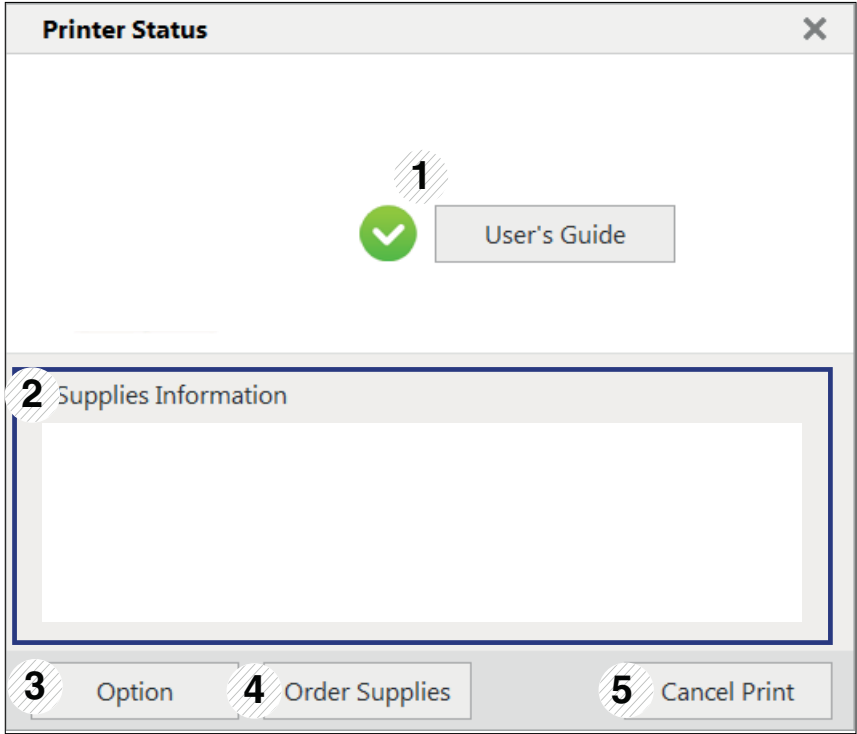 Printer Status
1
User's Guide
2 Supplies Information
3 Option 4 Order Supplies 5 Cancel Print